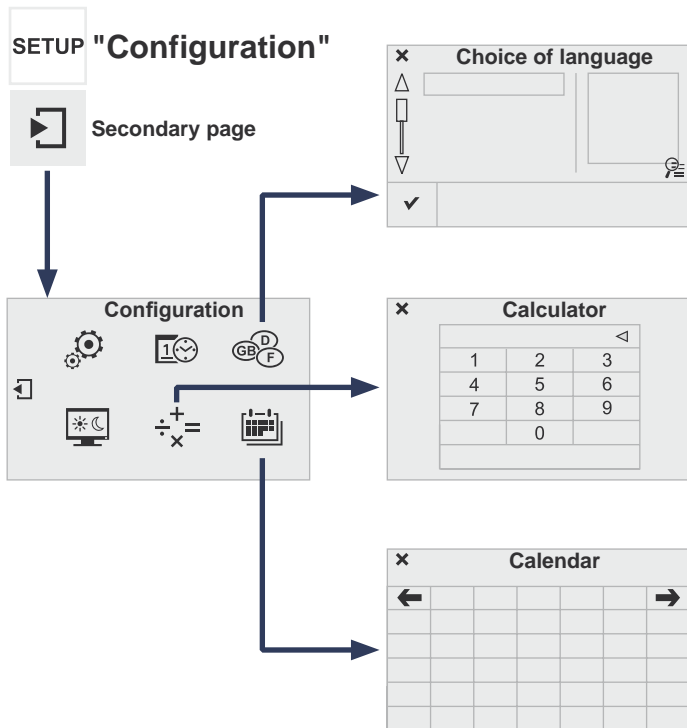 SETUP "Configuration"
Secondary page
Configuration
1
GB D F
÷ + × =
Choice of language
Calculator
1 2 3
4 5 6
7 8 9
0
Calendar